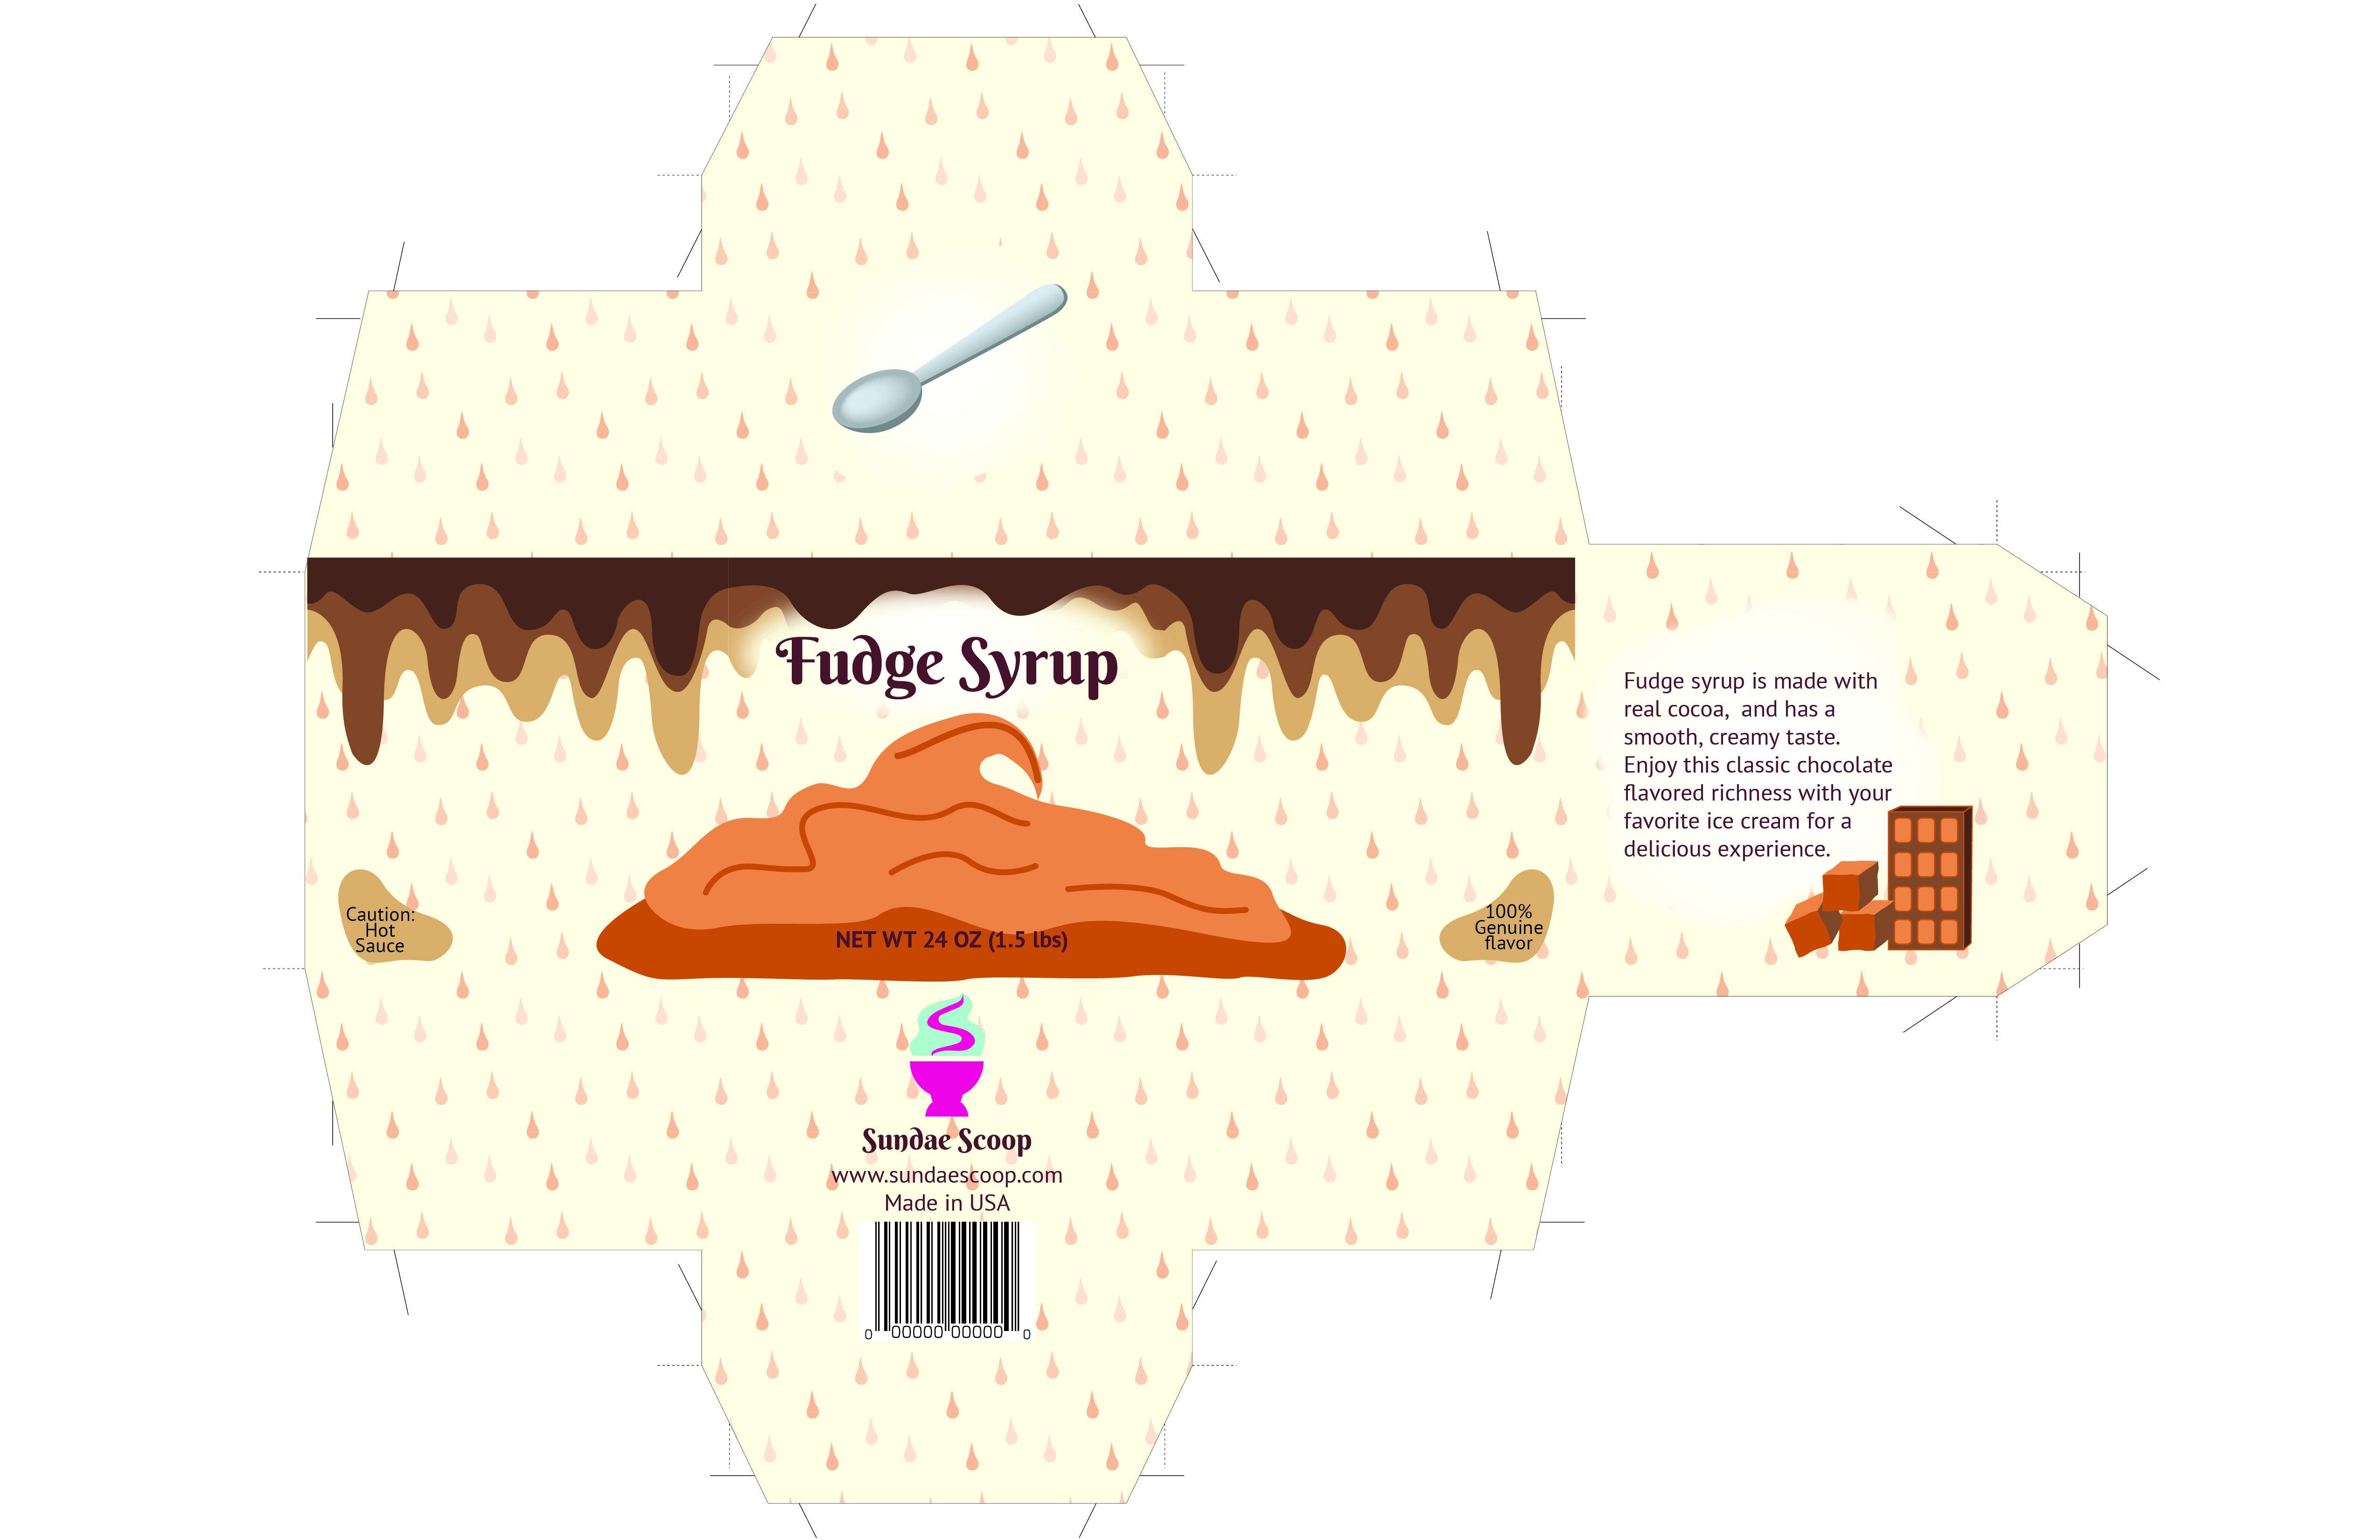 Fudge Syrup
NET WT 24 OZ (1.5 lbs)
Caution:
Hot
Sauce
100%
Genuine
flavor
Fudge syrup is made with
real cocoa,  and has a
smooth, creamy taste.
Enjoy this classic chocolate
flavored richness with your
favorite ice cream for a
delicious experience.
Sundae Scoop
www.sundaescoop.com
Made in USA
0 00000 00000 0